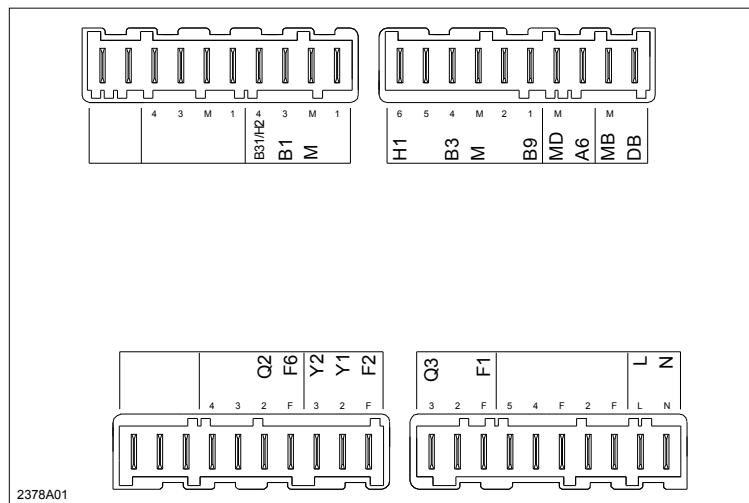 4 3 M 1 4 3 M 1 6 5 4 M 2 1 M M
B31/H2 B1 M H1 B3 M B9 MD A6 MB DB
Q2 F6 Y2 Y1 F2 Q3 F1 L N
4 3 2 F 3 2 F 3 2 F 5 4 F 2 F L N
2378A01